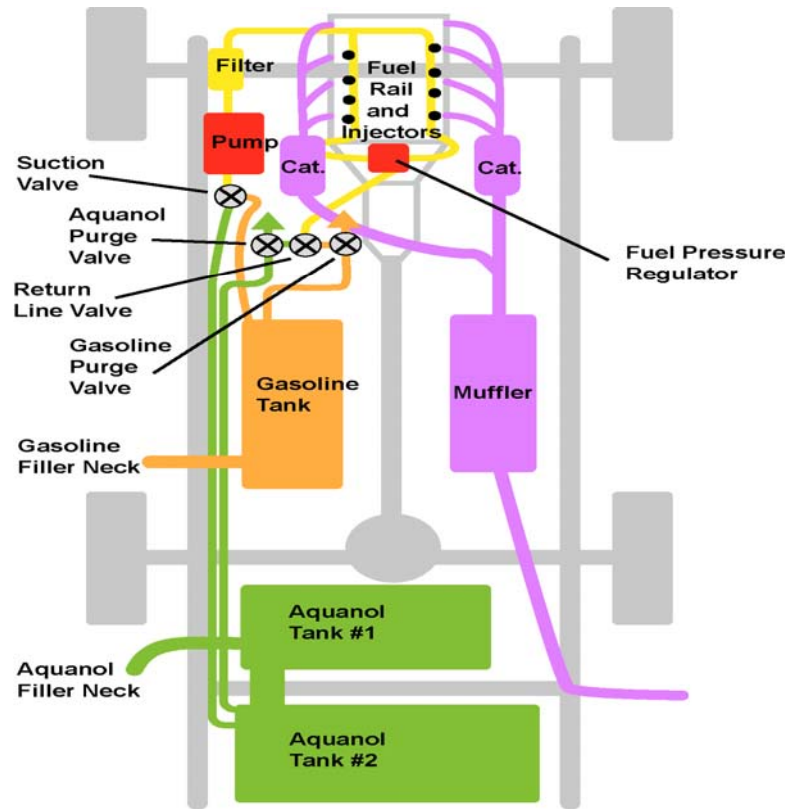 Filter
Fuel
Rail
and
Injectors
Pump
Cat.
Cat.
Suction
Valve
Aquanol
Purge
Valve
Return
Line Valve
Gasoline
Purge
Valve
Fuel Pressure
Regulator
Gasoline
Tank
Muffler
Gasoline
Filler Neck
Aquanol
Tank #1
Aquanol
Filler Neck
Aquanol
Tank #2